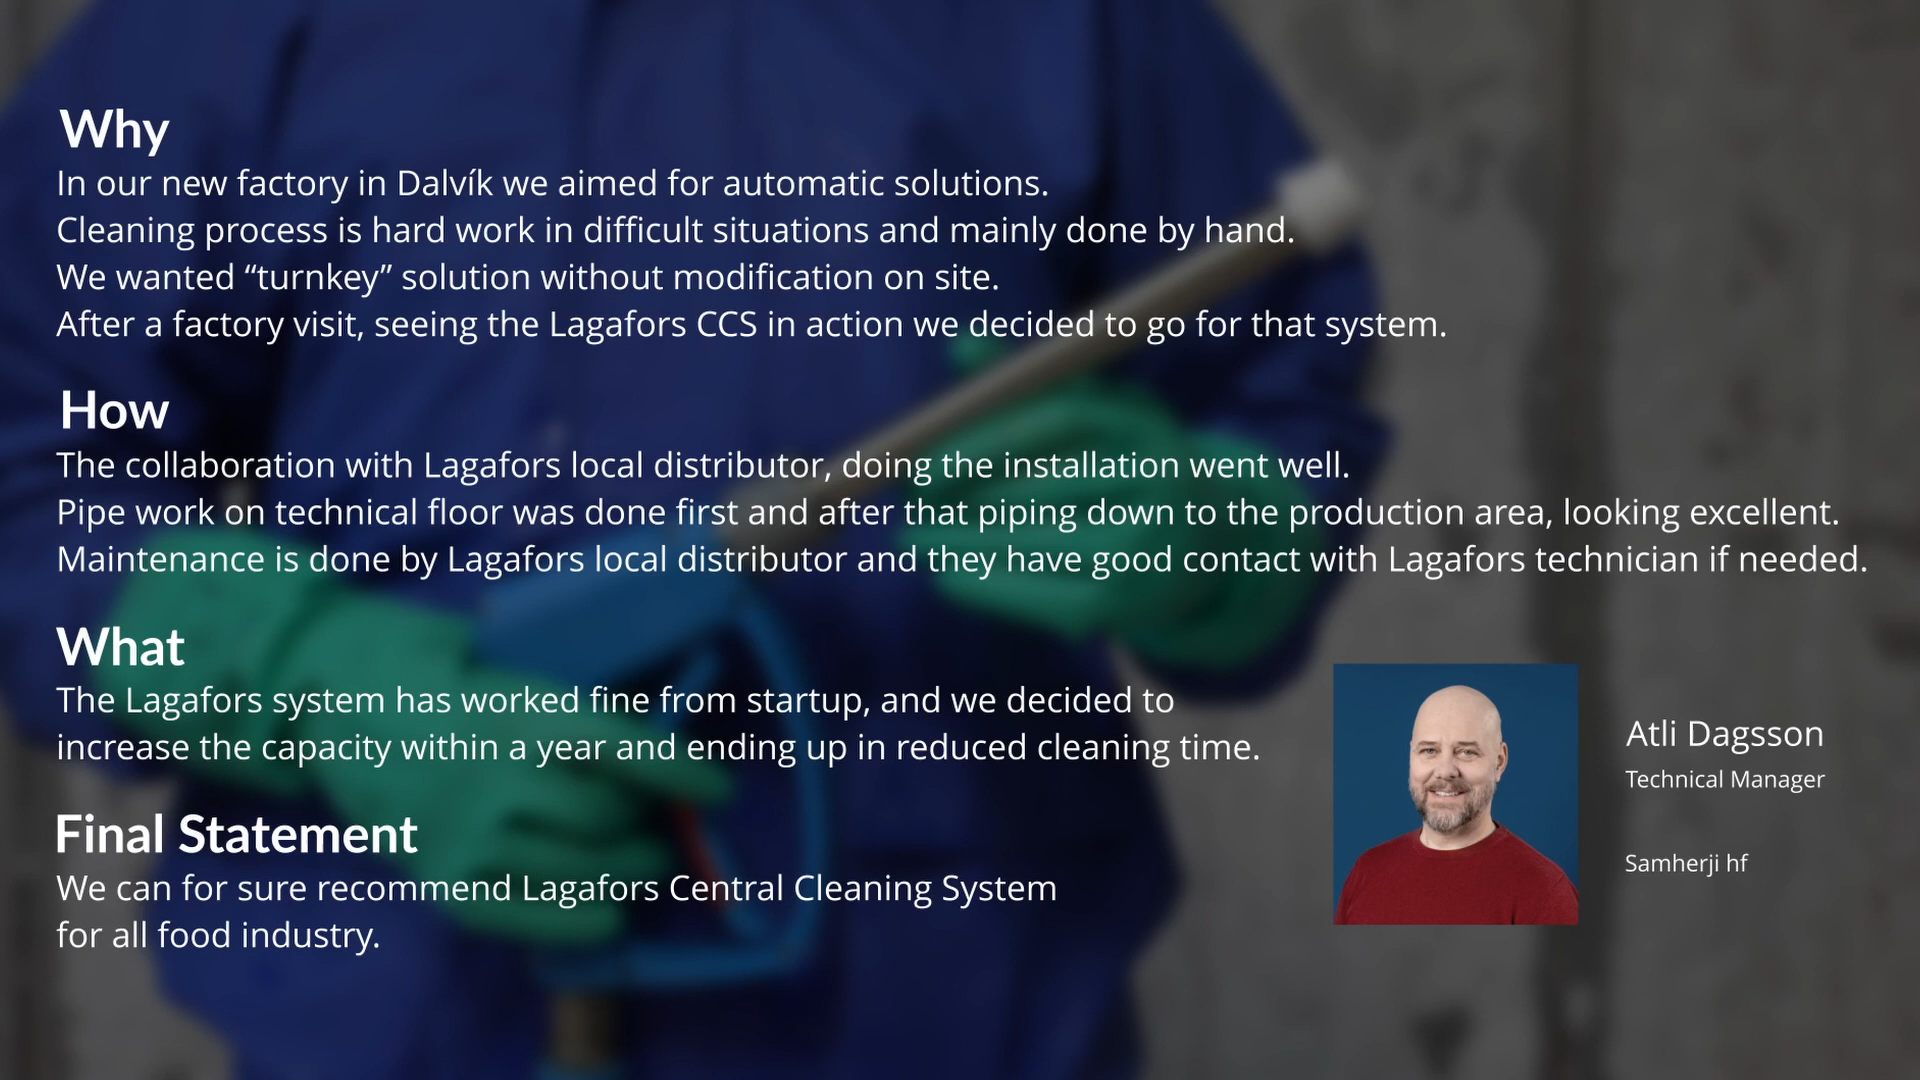 Why
In our new factory in Dalvík we aimed for automatic solutions.
Cleaning process is hard work in difficult situations and mainly done by hand.
We wanted “turnkey” solution without modification on site.
After a factory visit, seeing the Lagafors CCS in action we decided to go for that system.
How
The collaboration with Lagafors local distributor, doing the installation went well.
Pipe work on technical floor was done first and after that piping down to the production area, looking excellent.
Maintenance is done by Lagafors local distributor and they have good contact with Lagafors technician if needed.
What
The Lagafors system has worked fine from startup, and we decided to
increase the capacity within a year and ending up in reduced cleaning time.
Final Statement
We can for sure recommend Lagafors Central Cleaning System
for all food industry.
Atli Dagsson
Technical Manager
Samherji hf